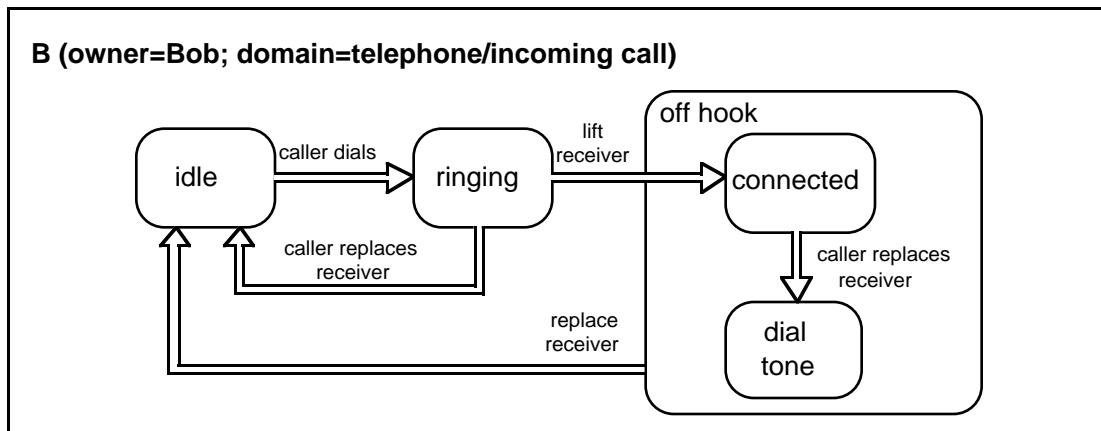 B (owner=Bob; domain=telephone/incoming call)
off hook
idle
caller dials
ringing
lift
receiver
connected
caller replaces
receiver
caller replaces
receiver
replace
receiver
dial
tone